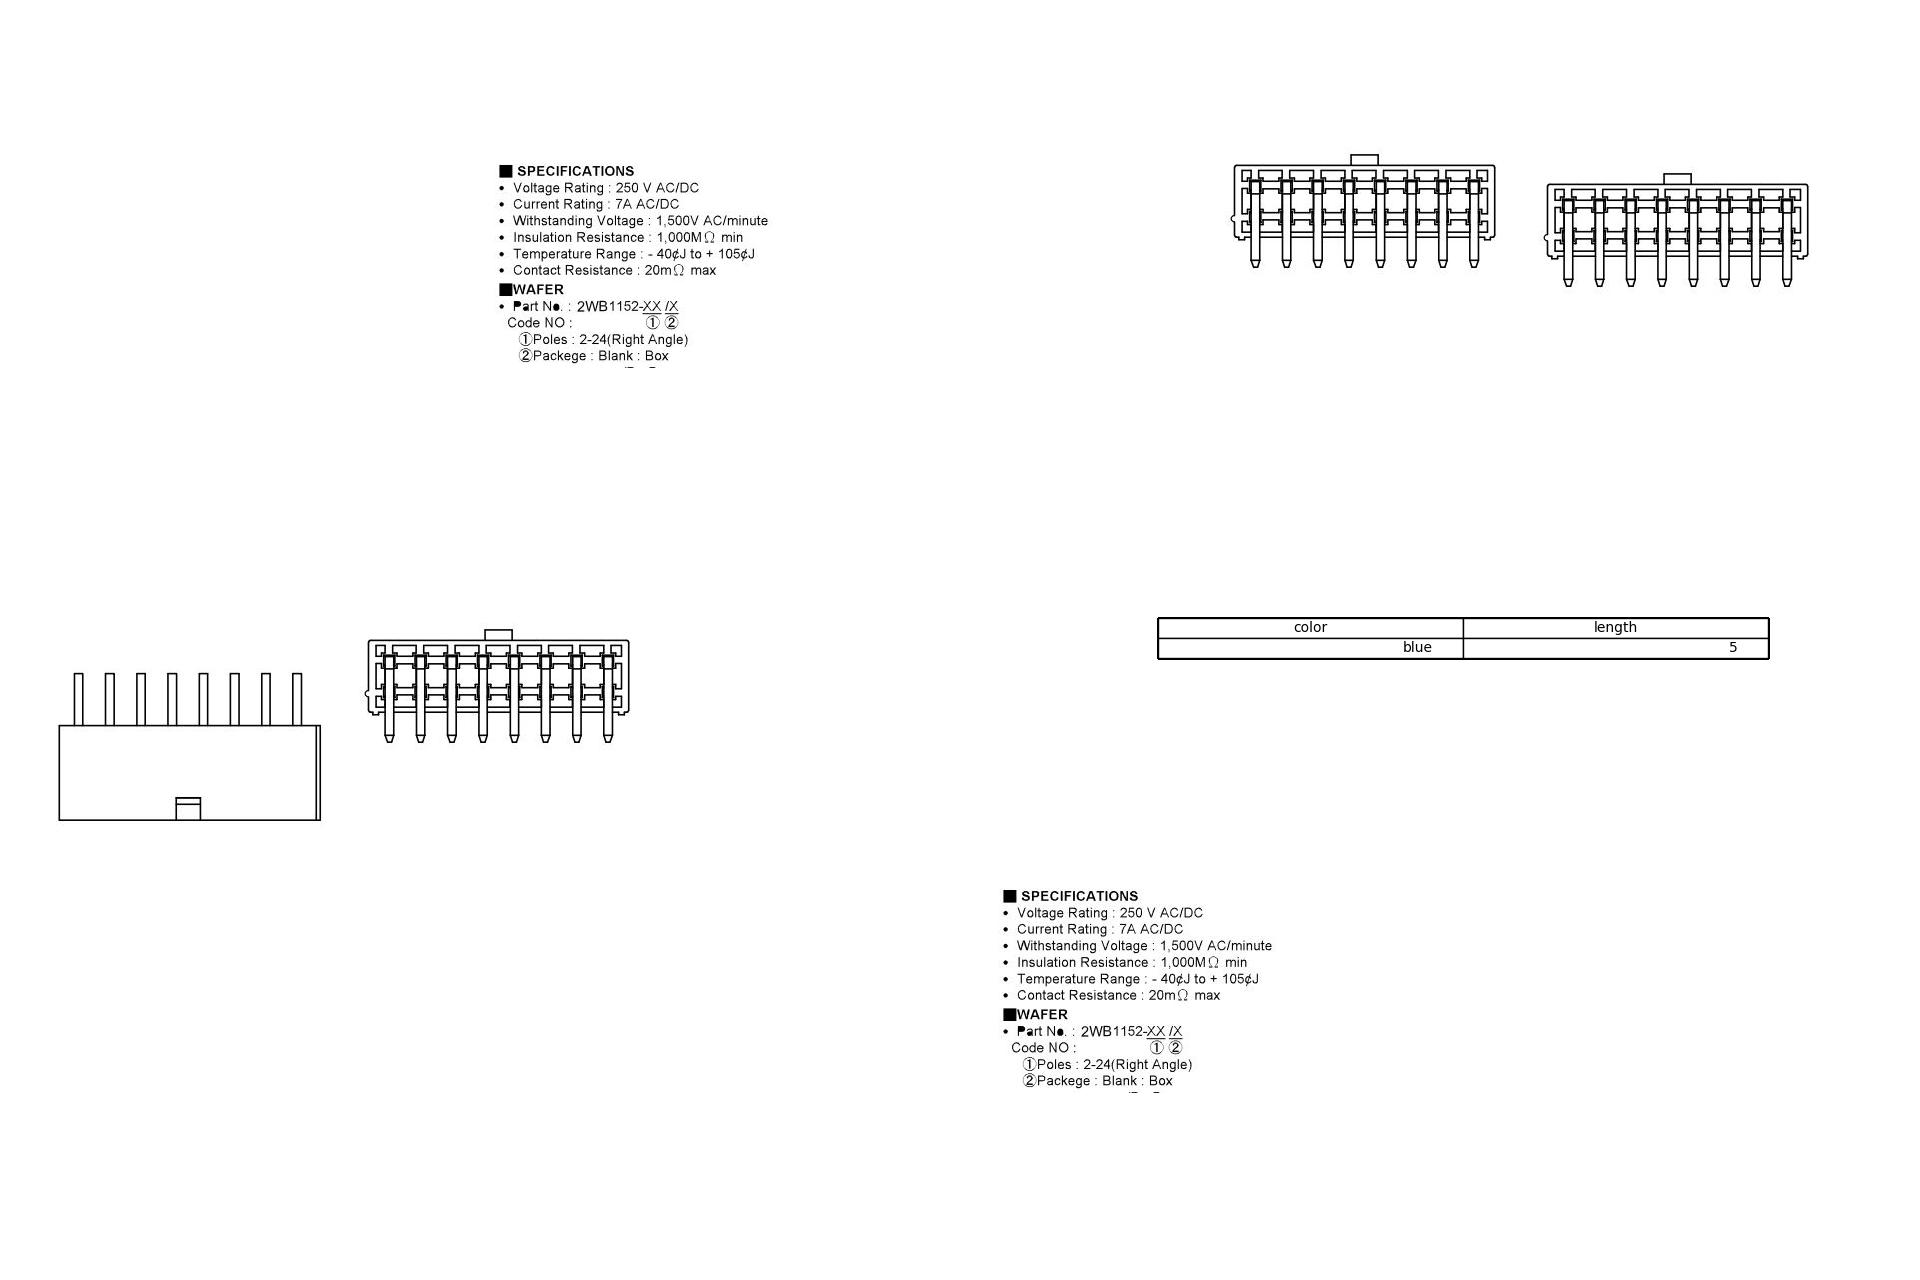 ■ SPECIFICATIONS
• Voltage Rating : 250 V AC/DC
• Current Rating : 7A AC/DC
• Withstanding Voltage : 1,500V AC/minute
• Insulation Resistance : 1,000MΩ min
• Temperature Range : - 40¢J to + 105¢J
• Contact Resistance : 20mΩ max
■WAFER
• Part No. : 2WB1152-XX /X
Code NO : ① ②
①Poles : 2-24(Right Angle)
②Packege : Blank : Box
color length
blue 5
■ SPECIFICATIONS
• Voltage Rating : 250 V AC/DC
• Current Rating : 7A AC/DC
• Withstanding Voltage : 1,500V AC/minute
• Insulation Resistance : 1,000MΩ min
• Temperature Range : - 40¢J to + 105¢J
• Contact Resistance : 20mΩ max
■WAFER
• Part No. : 2WB1152-XX /X
Code NO : ① ②
①Poles : 2-24(Right Angle)
②Packege : Blank : Box